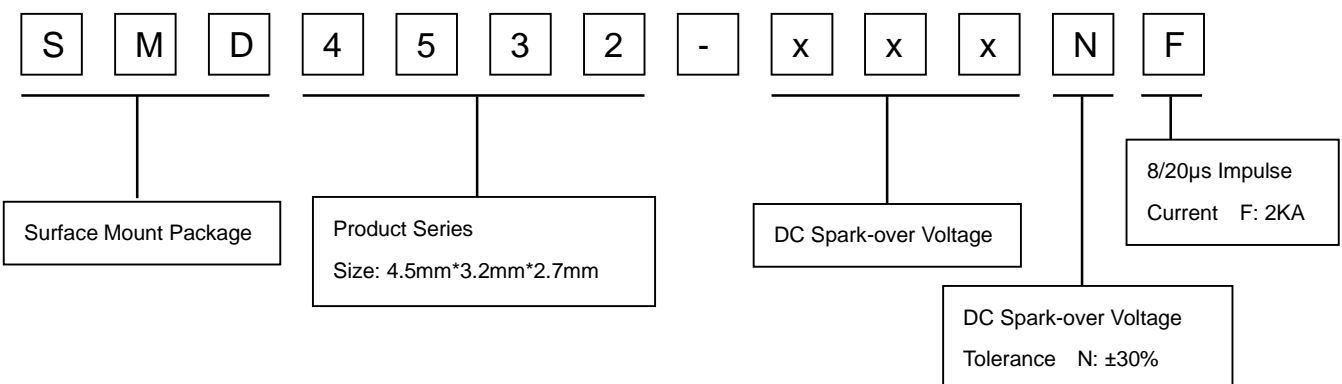 S M D 4 5 3 2 - x x x N F
8/20μs Impulse
Current F: 2KA
Surface Mount Package
Product Series
Size: 4.5mm*3.2mm*2.7mm
DC Spark-over Voltage
DC Spark-over Voltage
Tolerance N: ±30%